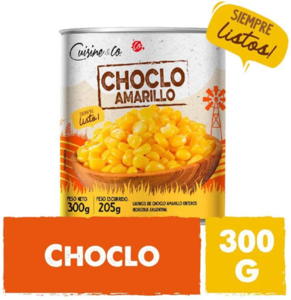 SIEMPRE
listos!
Cuisine&Co
CHOCLO
AMARILLO
SIEMPRE
listo!
PESO NETO
300g
PESO ESCURRIDO
205g
GRANOS DE CHOCLO AMARILLO ENTEROS
INDUSTRIA ARGENTINA
CHOCLO
300
G